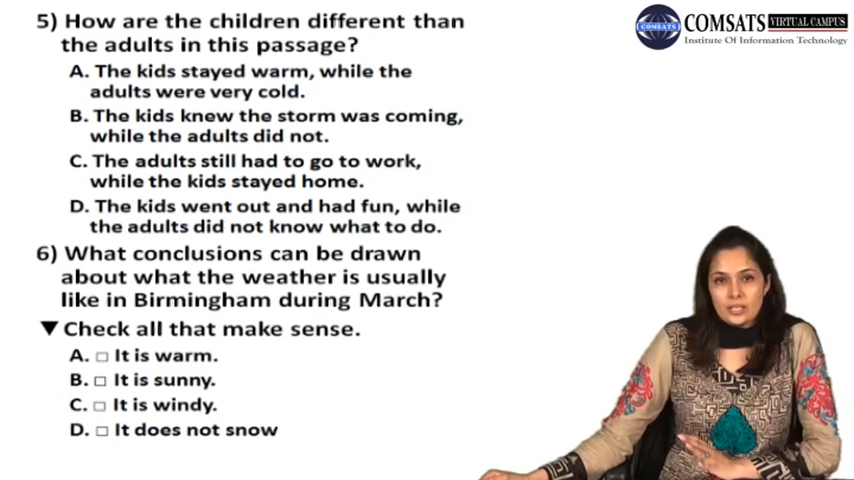 5) How are the children different than
the adults in this passage?
A. The kids stayed warm, while the
adults were very cold.
B. The kids knew the storm was coming,
while the adults did not.
C. The adults still had to go to work,
while the kids stayed home.
D. The kids went out and had fun, while
the adults did not know what to do.
6) What conclusions can be drawn
about what the weather is usually
like in Birmingham during March?
▼ Check all that make sense.
A. □ It is warm.
B. □ It is sunny.
C. □ It is windy.
D. □ It does not snow
COMSATS
COMSATS VIRTUAL CAMPUS
Institute Of Information Technology